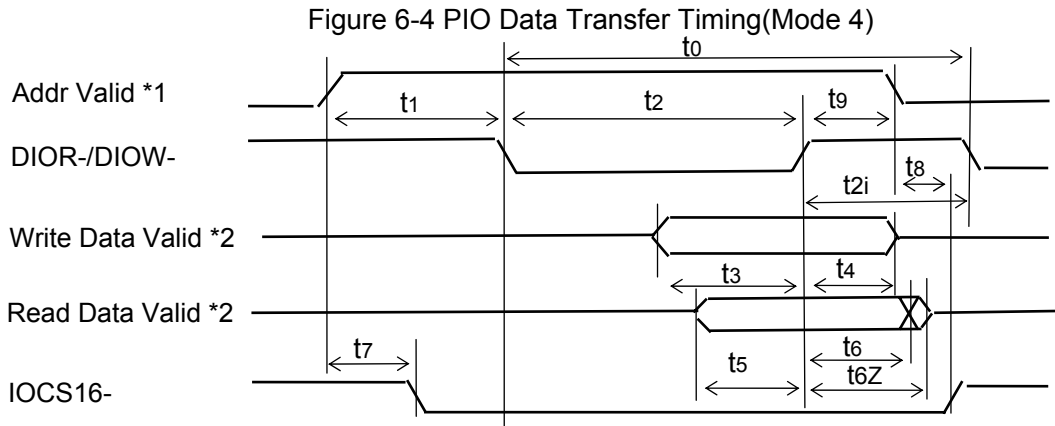 Figure 6-4 PIO Data Transfer Timing(Mode 4)
t0
Addr Valid *1
t1
t2
t9
DIOR-/DIOW-
t8
t2i
Write Data Valid *2
t3
t4
Read Data Valid *2
t7
t5
t6
t6Z
IOCS16-